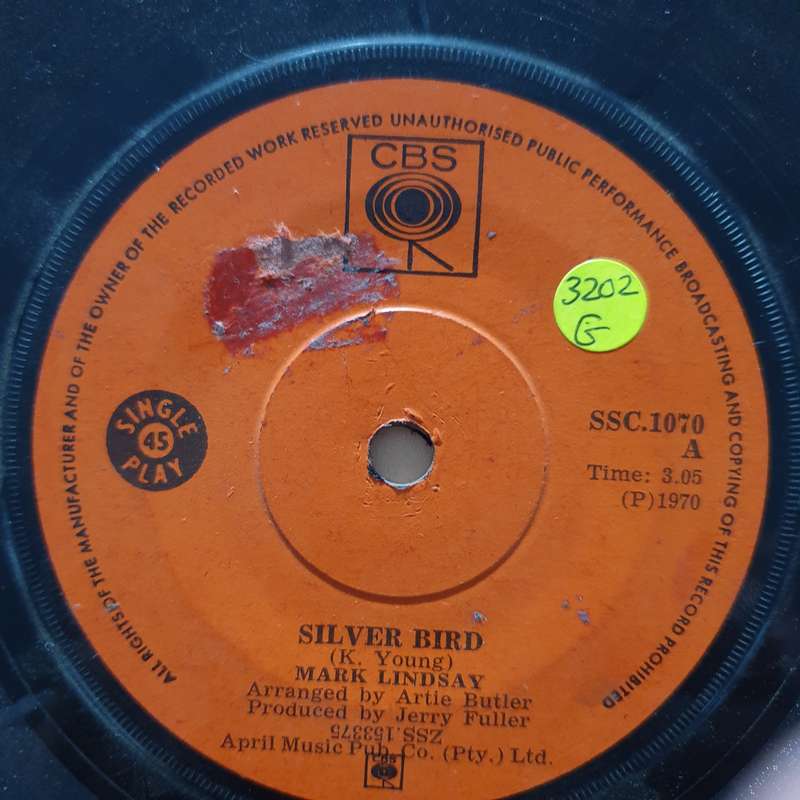 ALL RIGHTS OF THE MANUFACTURER AND OF THE OWNER OF THE RECORDED WORK RESERVED UNAUTHORISED PUBLIC PERFORMANCE BROADCASTING AND COPYING OF THIS RECORD PROHIBITED
CBS
3202
G
SINGLE
45
PLAY
SSC.1070
A
Time: 3.05
(P)1970
SILVER BIRD
(K. Young)
MARK LINDSAY
Arranged by Artie Butler
Produced by Jerry Fuller
ZSS.153375
April Music Pub. Co. (Pty.) Ltd.
CBS